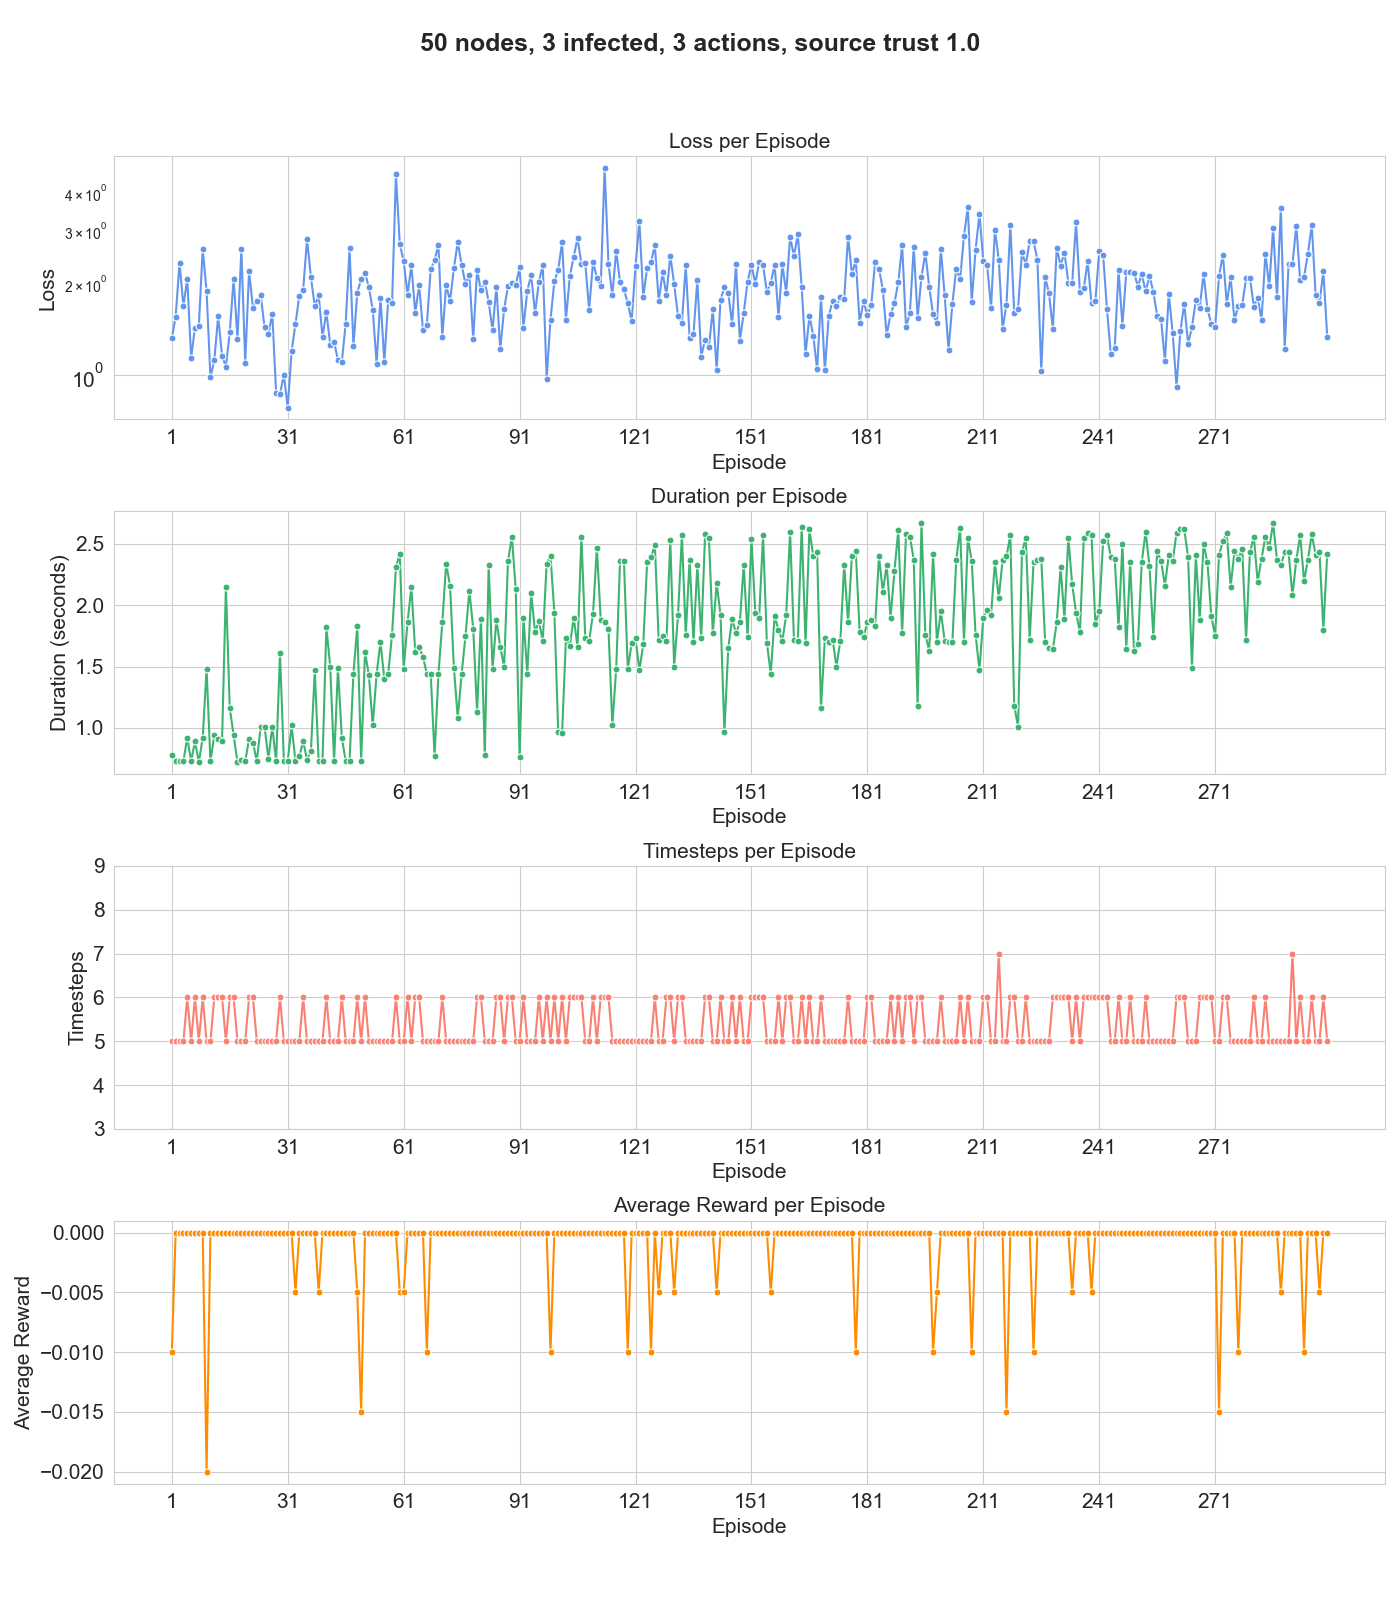 50 nodes, 3 infected, 3 actions, source trust 1.0
Loss per Episode
4 × 10⁰
3 × 10⁰
2 × 10⁰
10⁰
Loss
1 31 61 91 121 151 181 211 241 271
Episode
Duration per Episode
2.5
2.0
1.5
1.0
Duration (seconds)
1 31 61 91 121 151 181 211 241 271
Episode
Timesteps per Episode
9
8
7
6
5
4
3
Timesteps
1 31 61 91 121 151 181 211 241 271
Episode
Average Reward per Episode
0.000
−0.005
−0.010
−0.015
−0.020
Average Reward
1 31 61 91 121 151 181 211 241 271
Episode